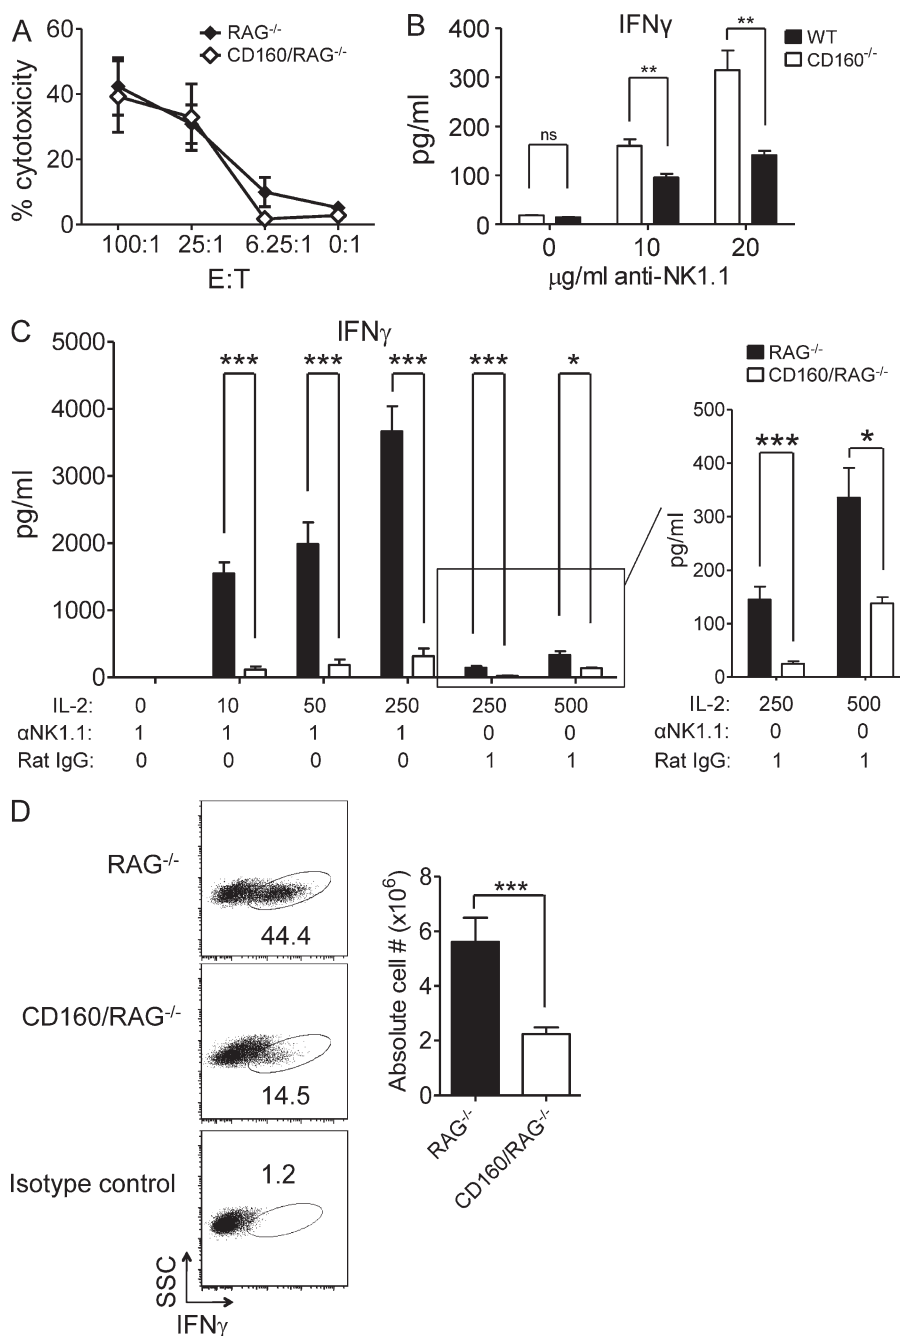 A
60
40
20
0
% cytotoxicity
RAG-/-
CD160/RAG-/-
100:1 25:1 6.25:1 0:1
E:T
B
IFNγ
400
300
200
100
0
pg/ml
ns
**
**
WT
CD160-/-
0 10 20
μg/ml anti-NK1.1
C
IFNγ
5000
4000
3000
2000
1000
0
pg/ml
*** *** *** *** *
IL-2: 0 10 50 250 250 500
αNK1.1: 1 1 1 1 0 0
Rat IgG: 0 0 0 0 1 1
RAG-/-
CD160/RAG-/-
500
400
300
200
100
0
pg/ml
*** *
IL-2: 250 500
αNK1.1: 0 0
Rat IgG: 1 1
D
RAG-/-
44.4
CD160/RAG-/-
14.5
Isotype control
1.2
SSC
IFNγ
8
6
4
2
0
Absolute cell # (x10^6)
***
RAG-/-
CD160/RAG-/-